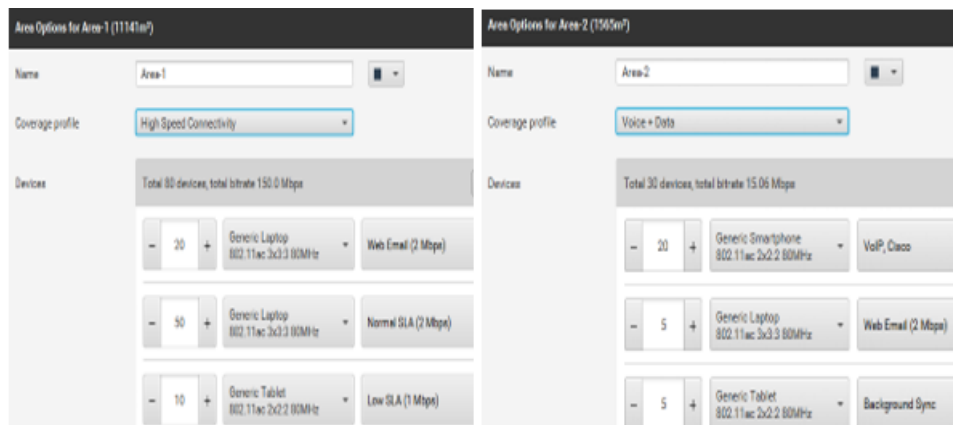 Area Options for Area-1 (11141m²)
Name
Area-1
Coverage profile
High Speed Connectivity
Devices
Total 80 devices, total bitrate 150.0 Mbps
- 20 +
Generic Laptop
802.11ac 3x3:3 80MHz
Web Email (2 Mbps)
- 50 +
Generic Laptop
802.11ac 3x3:3 80MHz
Normal SLA (2 Mbps)
- 10 +
Generic Tablet
802.11ac 2x2:2 80MHz
Low SLA (1 Mbps)
Area Options for Area-2 (1565m²)
Name
Area-2
Coverage profile
Voice + Data
Devices
Total 30 devices, total bitrate 15.06 Mbps
- 20 +
Generic Smartphone
802.11ac 2x2:2 80MHz
VoIP, Cisco
- 5 +
Generic Laptop
802.11ac 3x3:3 80MHz
Web Email (2 Mbps)
- 5 +
Generic Tablet
802.11ac 2x2:2 80MHz
Background Sync